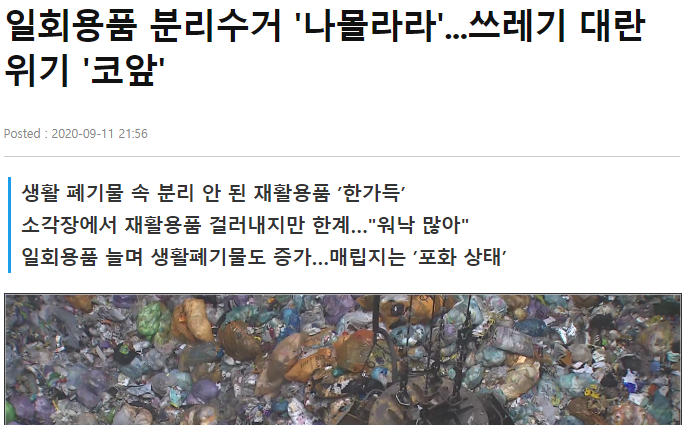 일회용품 분리수거 '나몰라라'...쓰레기 대란
위기 '코앞'
Posted : 2020-09-11 21:56
생활 폐기물 속 분리 안 된 재활용품 ′한가득′
소각장에서 재활용품 걸러내지만 한계..."워낙 많아"
일회용품 늘며 생활폐기물도 증가...매립지는 ′포화 상태′